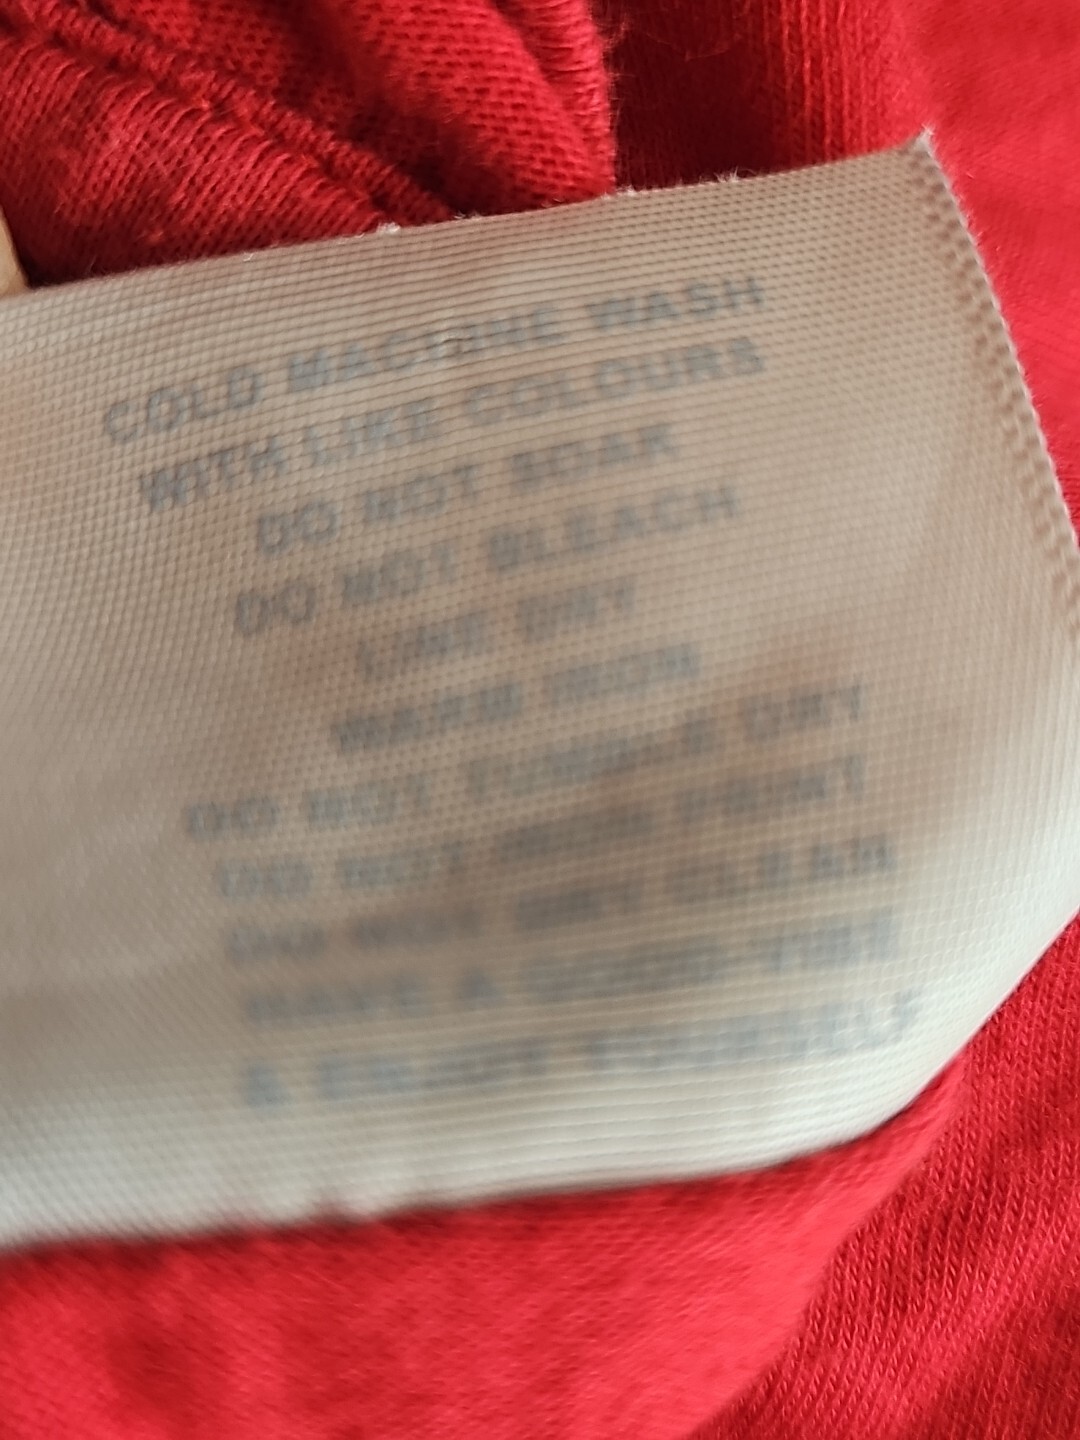 COLD MACHINE WASH
WITH LIKE COLOURS
DO NOT SOAK
DO NOT BLEACH
LINE DRY
WARM IRON
DO NOT TUMBLE DRY
DO NOT IRON PRINT
DO NOT DRY CLEAN
HAVE A GOOD TIME
& ENJOY YOURSELF